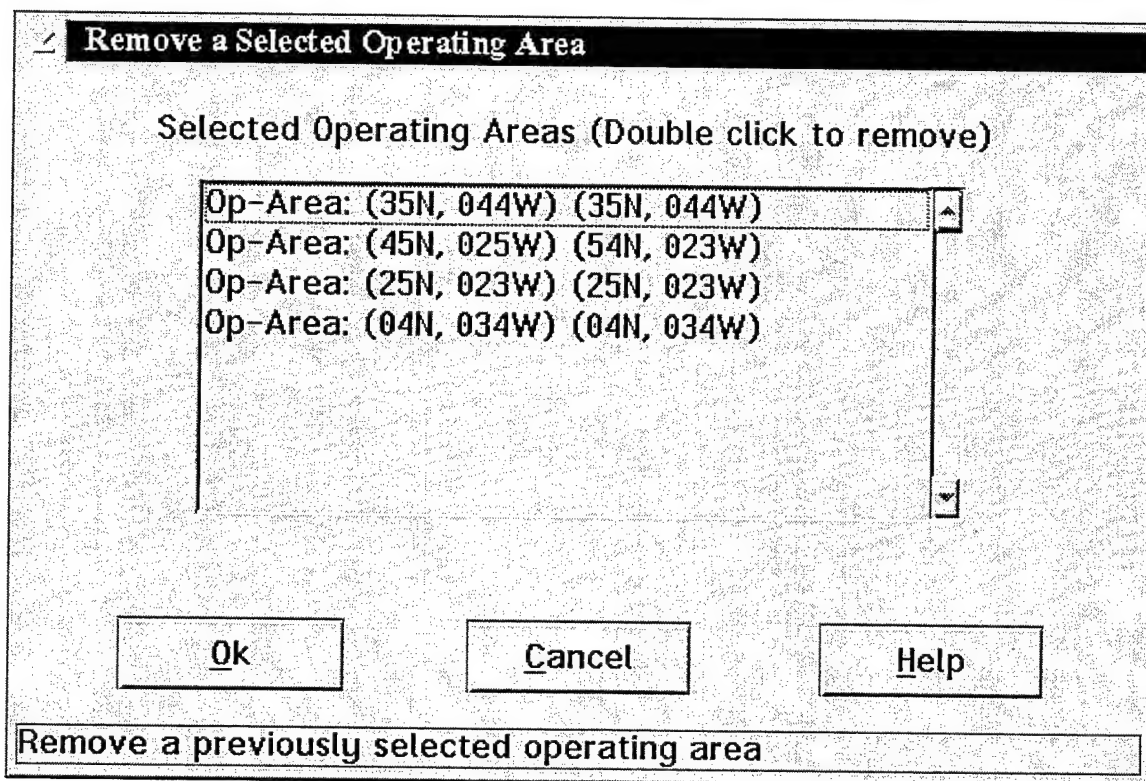 Remove a Selected Operating Area
Selected Operating Areas (Double click to remove)
Op-Area: (35N, 044W) (35N, 044W)
Op-Area: (45N, 025W) (54N, 023W)
Op-Area: (25N, 023W) (25N, 023W)
Op-Area: (04N, 034W) (04N, 034W)
Ok Cancel Help
Remove a previously selected operating area